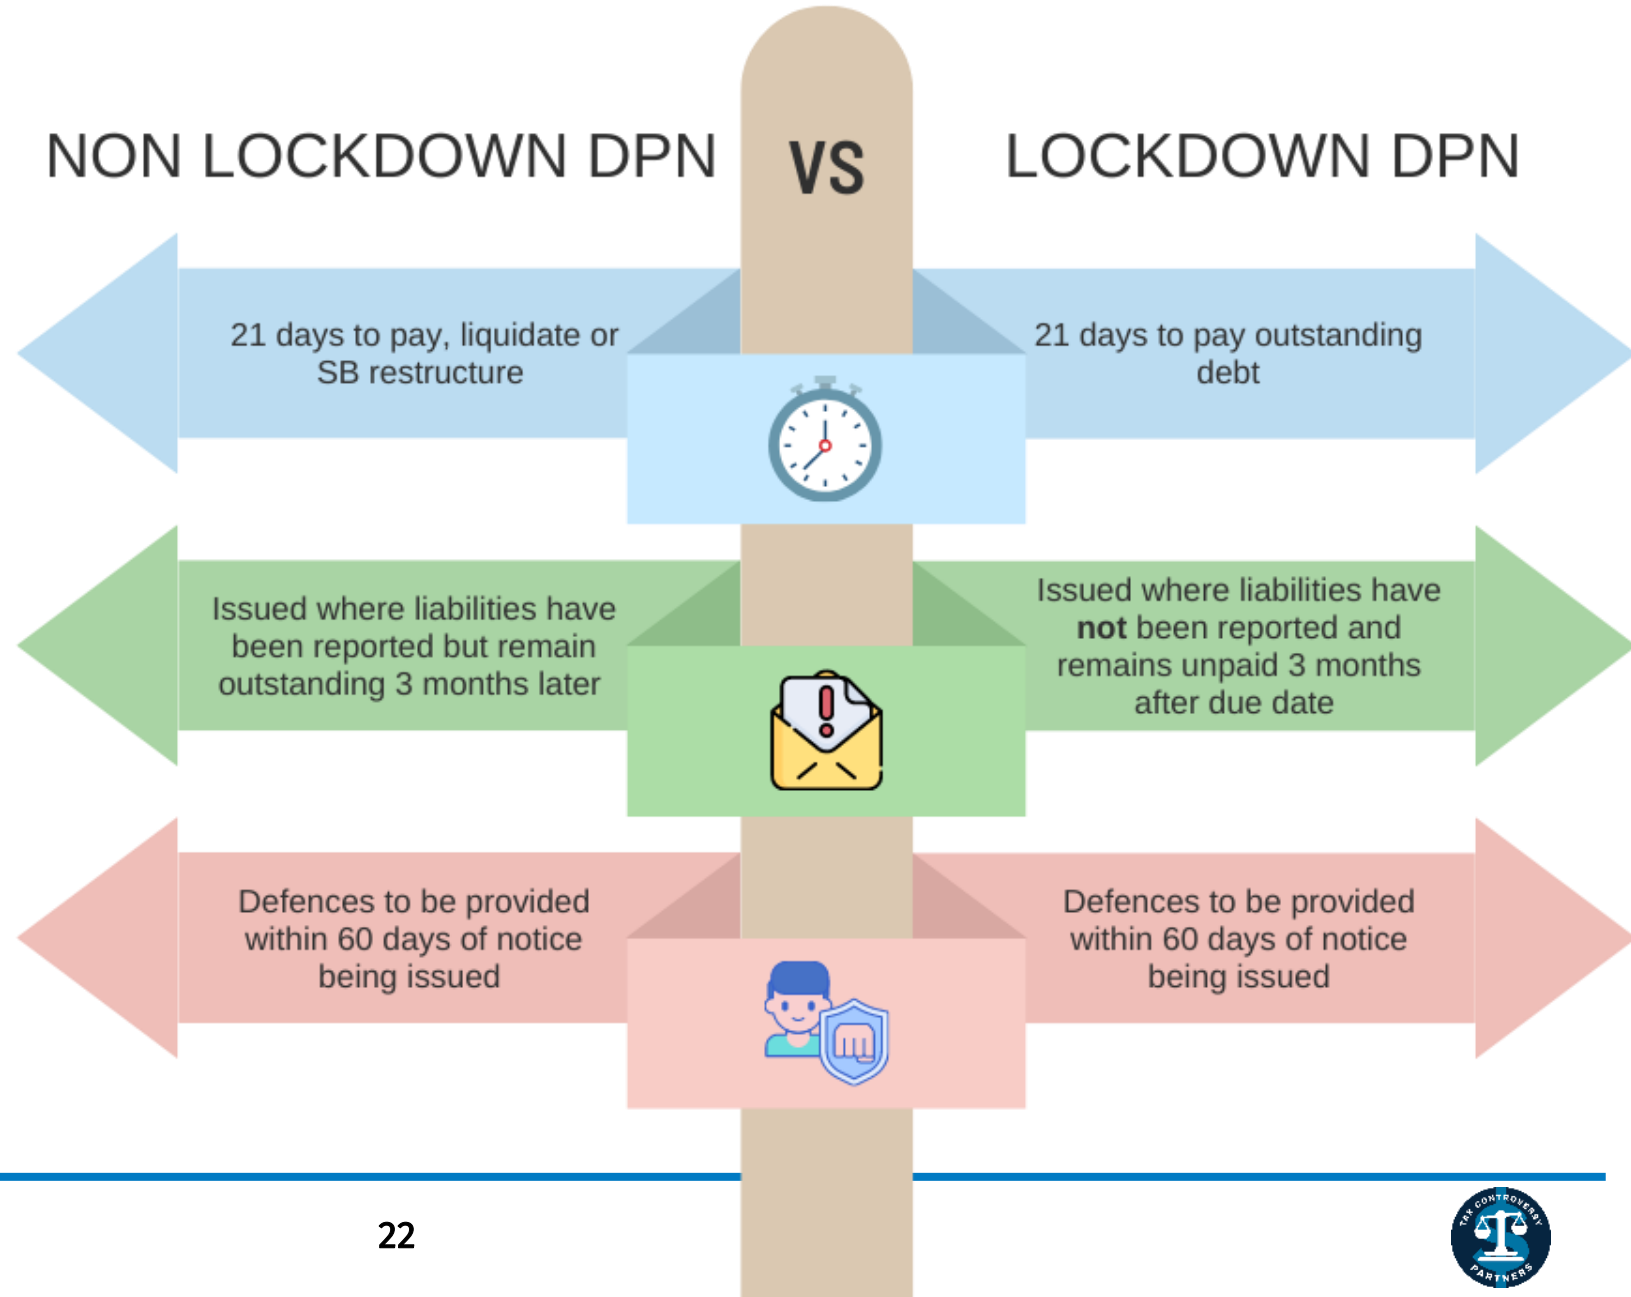 NON LOCKDOWN DPN
VS
LOCKDOWN DPN
21 days to pay, liquidate or
SB restructure
21 days to pay outstanding
debt
Issued where liabilities have
been reported but remain
outstanding 3 months later
Issued where liabilities have
not been reported and
remains unpaid 3 months
after due date
Defences to be provided
within 60 days of notice
being issued
Defences to be provided
within 60 days of notice
being issued
22
TAX CONTROVERSY
PARTNERS